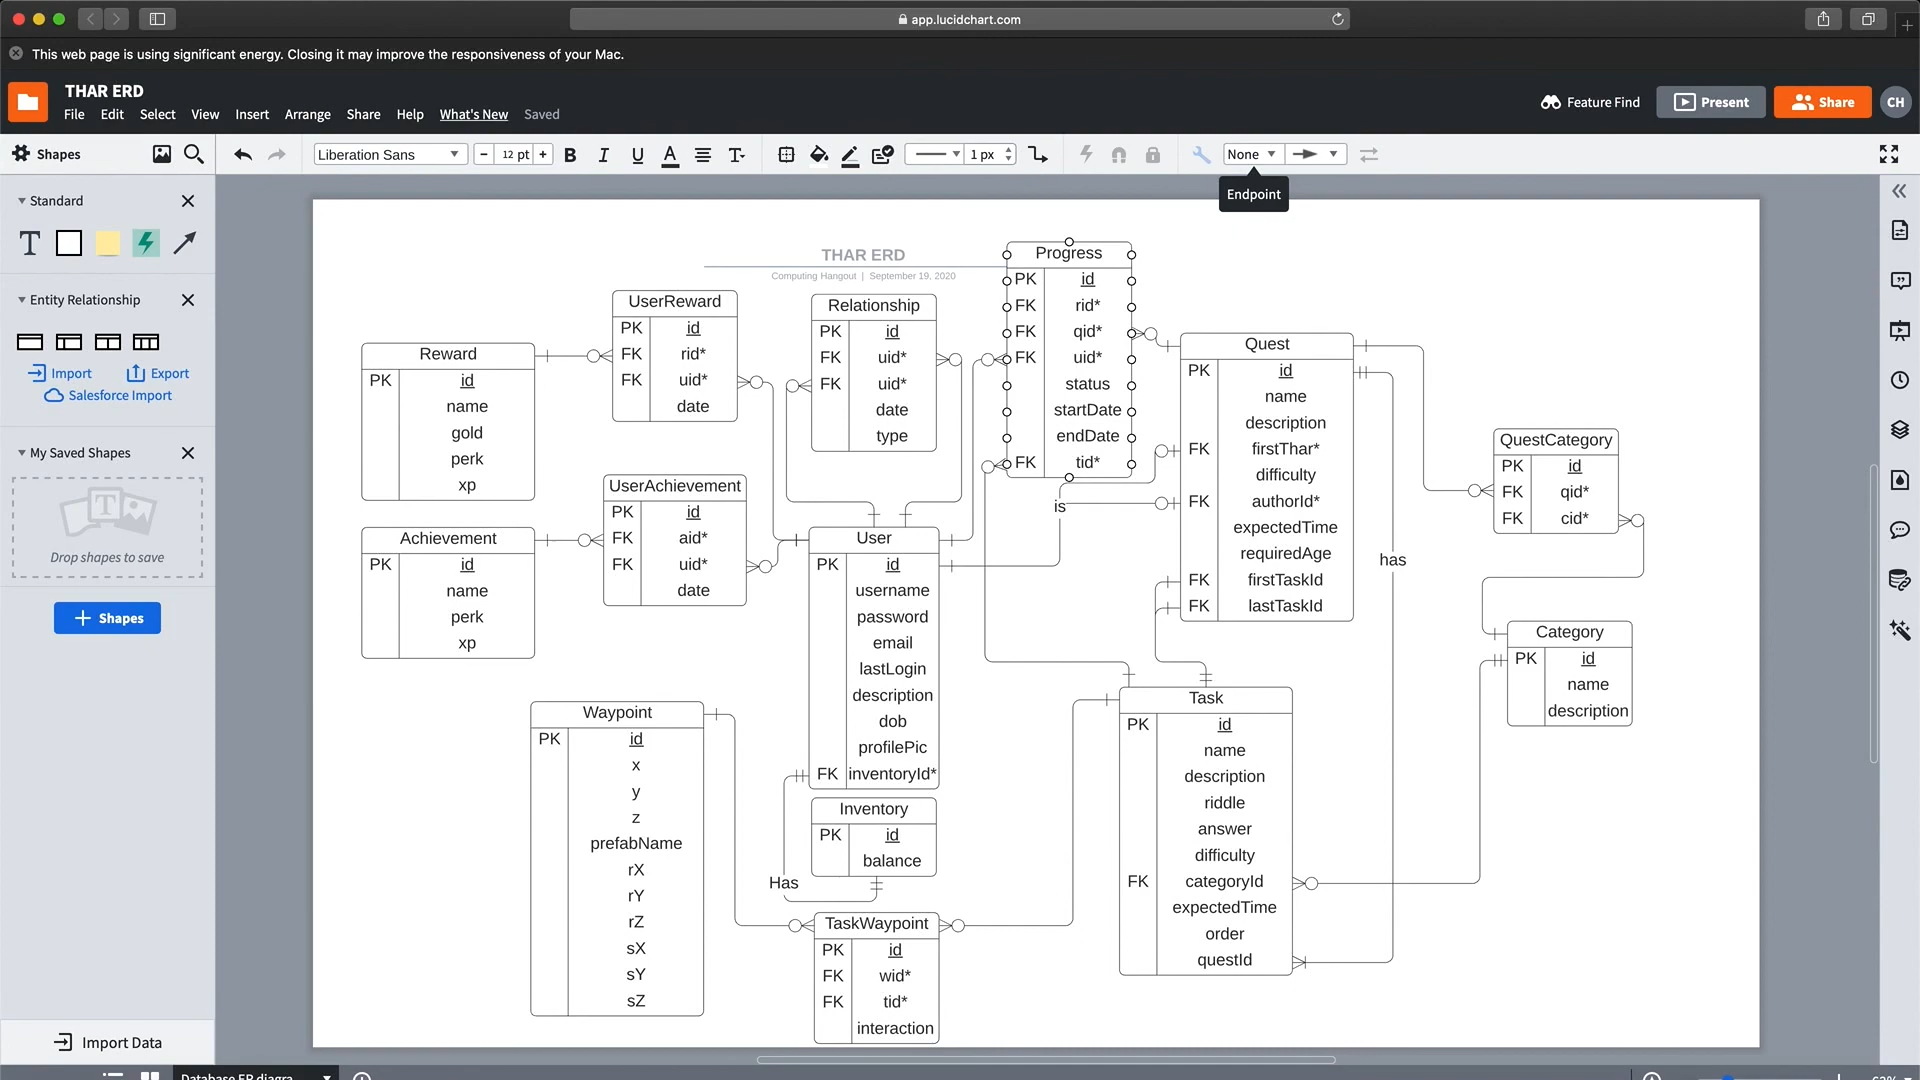 app.lucidchart.com
This web page is using significant energy. Closing it may improve the responsiveness of your Mac.
THAR ERD
File Edit Select View Insert Arrange Share Help What's New Saved
Feature Find
Present
Share
CH
Shapes
Liberation Sans
− 12 pt +
B I U A T
1 px
None
Endpoint
Standard
T
Entity Relationship
Import
Export
Salesforce Import
My Saved Shapes
T
Drop shapes to save
+ Shapes
Import Data
THAR ERD
Computing Hangout | September 19, 2020
Reward
PK id
name
gold
perk
xp
UserReward
PK id
FK rid*
FK uid*
date
Relationship
PK id
FK uid*
FK uid*
date
type
Progress
PK id
FK rid*
FK qid*
FK uid*
status
startDate
endDate
FK tid*
Quest
PK id
name
description
FK firstThar*
difficulty
FK authorId*
expectedTime
requiredAge
FK firstTaskId
FK lastTaskId
QuestCategory
PK id
FK qid*
FK cid*
Achievement
PK id
name
perk
xp
UserAchievement
PK id
FK aid*
FK uid*
date
User
PK id
username
password
email
lastLogin
description
dob
profilePic
FK inventoryId*
is
has
Category
PK id
name
description
Waypoint
PK id
x
y
z
prefabName
rX
rY
rZ
sX
sY
sZ
Inventory
PK id
balance
Has
TaskWaypoint
PK id
FK wid*
FK tid*
interaction
Task
PK id
name
description
riddle
answer
difficulty
FK categoryId
expectedTime
order
questId
Database ER diagra